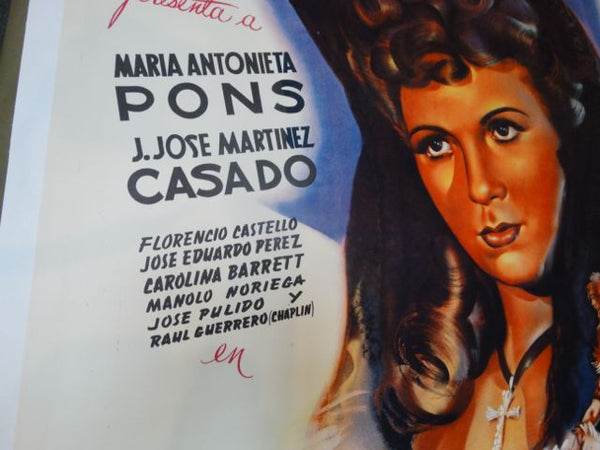 presenta a
MARIA ANTONIETA
PONS
J. JOSE MARTINEZ
CASADO
FLORENCIO CASTELLO
JOSE EDUARDO PEREZ
CAROLINA BARRETT
MANOLO NORIEGA
JOSE PULIDO Y
RAUL GUERRERO (CHAPLIN)
en